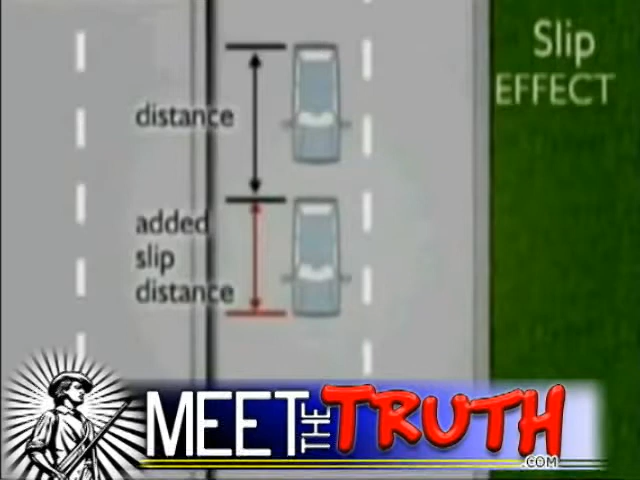 Slip
EFFECT
distance
added
slip
distance
MEET THE TRUTH
.COM